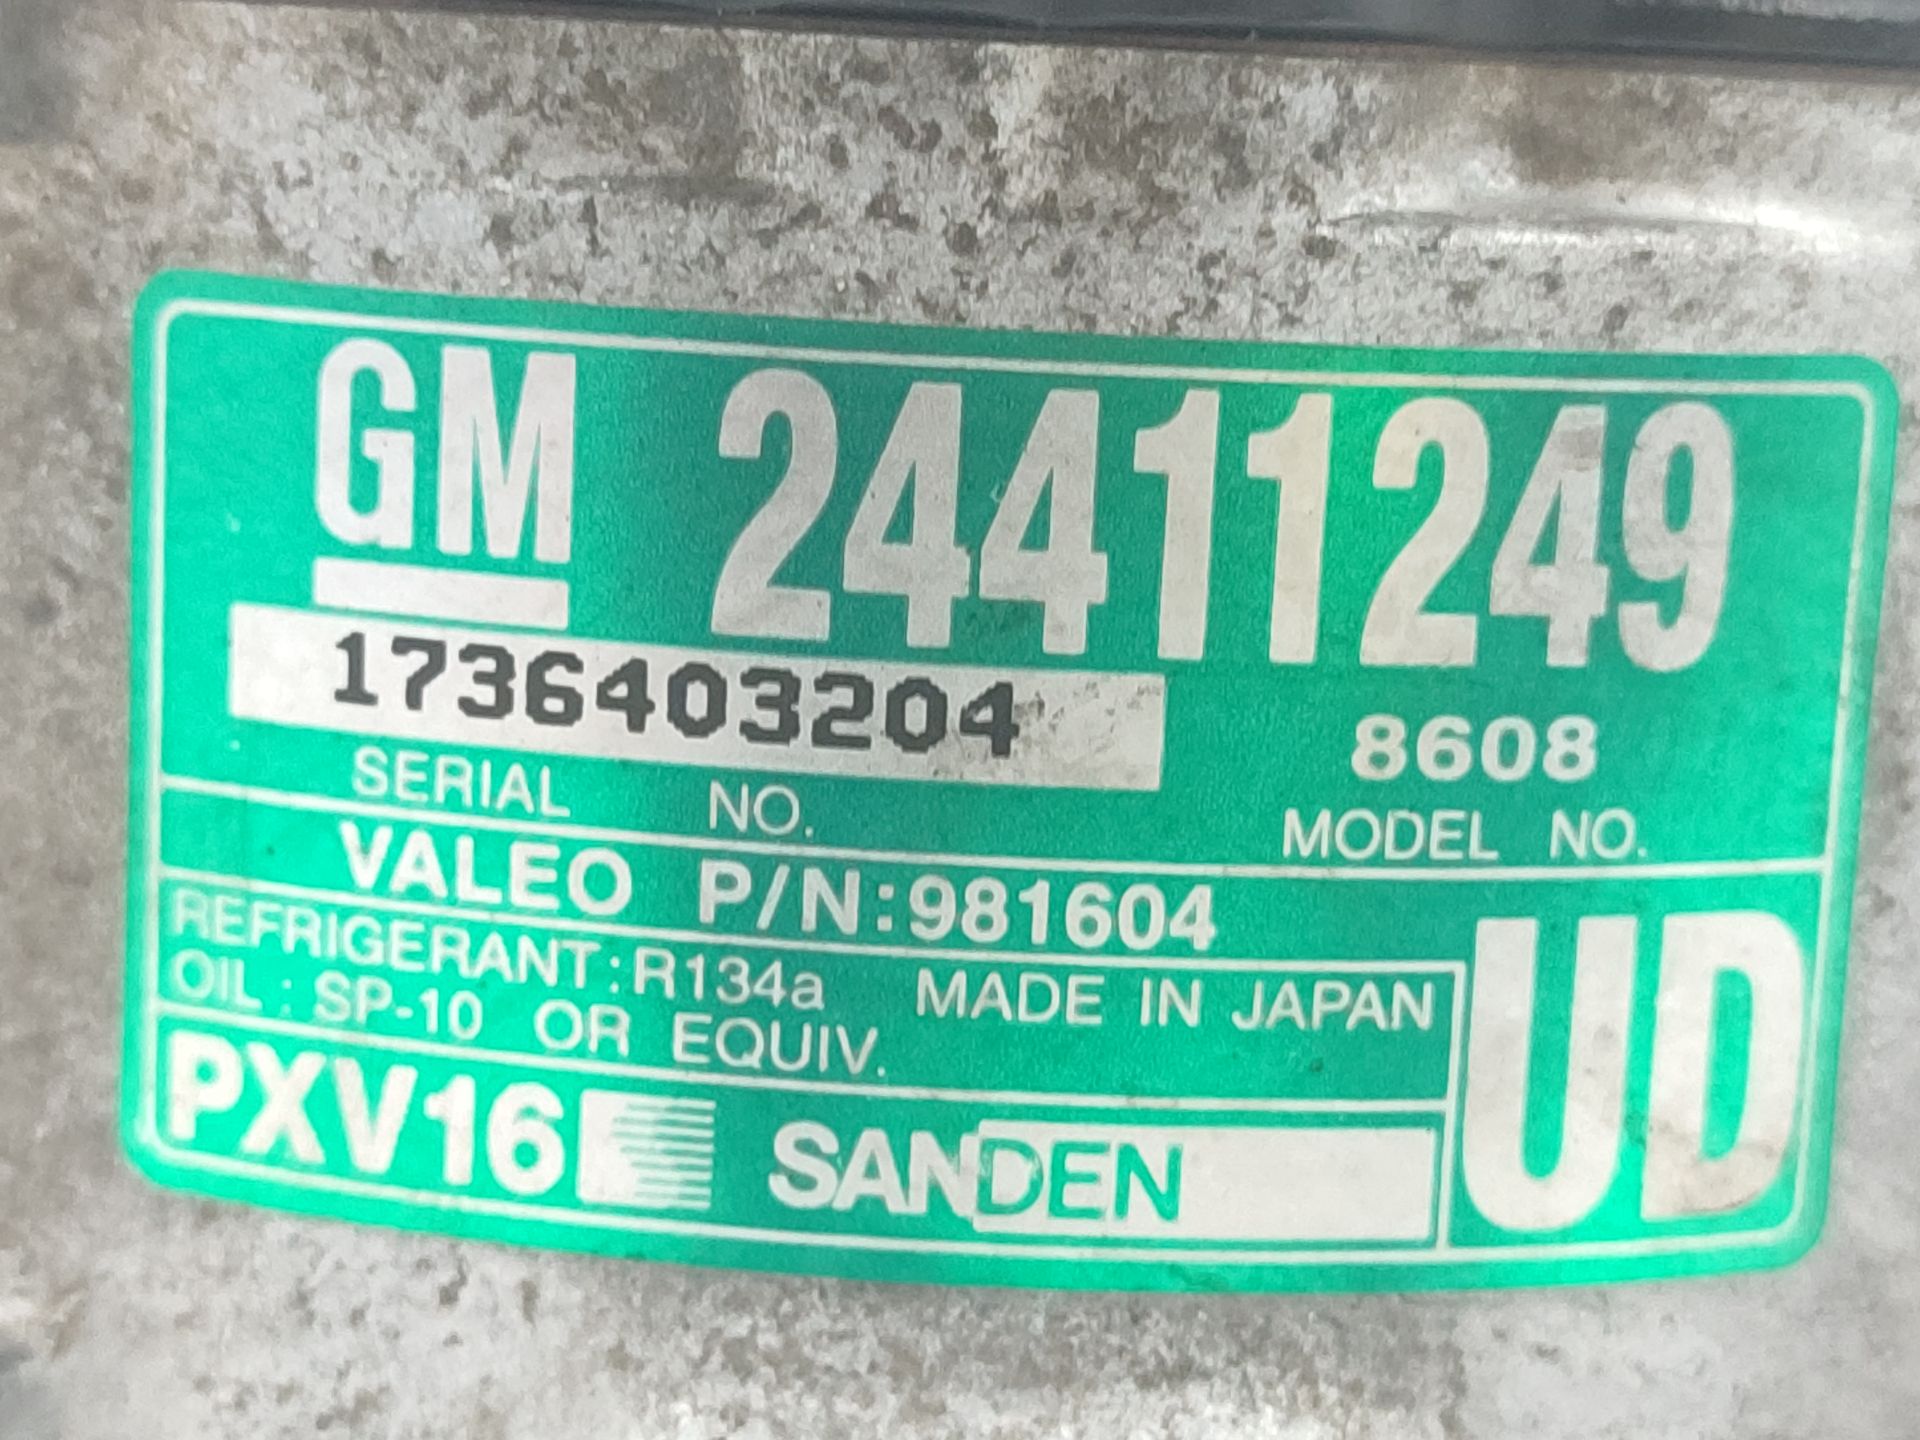 GM 24411249
1736403204 8608
SERIAL NO. MODEL NO.
VALEO P/N:981604
REFRIGERANT:R134a MADE IN JAPAN
OIL: SP-10 OR EQUIV.
UD
PXV16 SANDEN